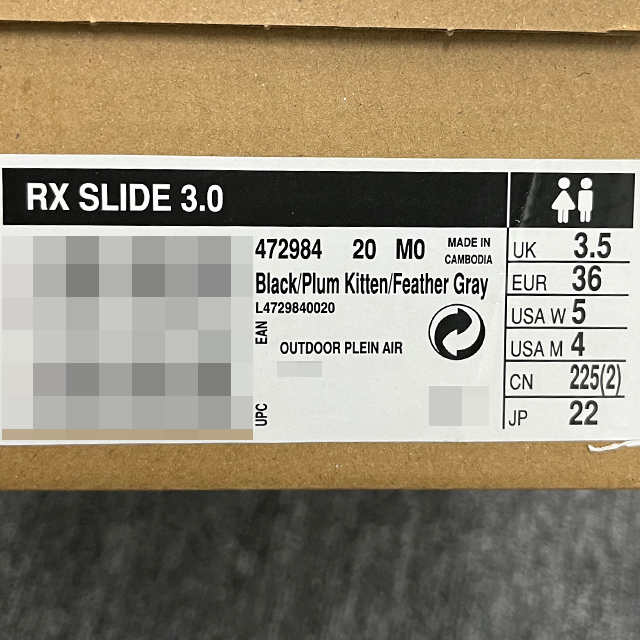 RX SLIDE 3.0
472984 20 M0 MADE IN CAMBODIA
Black/Plum Kitten/Feather Gray
L4729840020
EAN
OUTDOOR PLEIN AIR
UPC
UK 3.5
EUR 36
USA W 5
USA M 4
CN 225(2)
JP 22